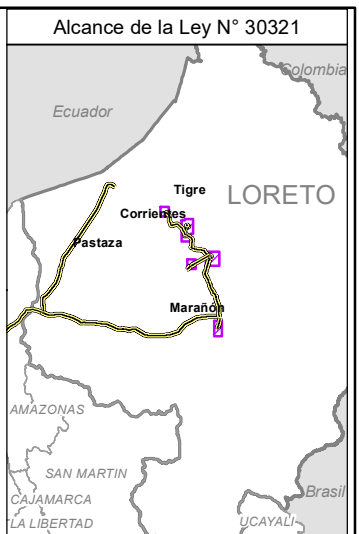 Alcance de la Ley N° 30321
Colombia
Ecuador
Tigre
LORETO
Corrientes
Pastaza
Marañón
AMAZONAS
SAN MARTIN
CAJAMARCA
LA LIBERTAD
UCAYALI
Brasil